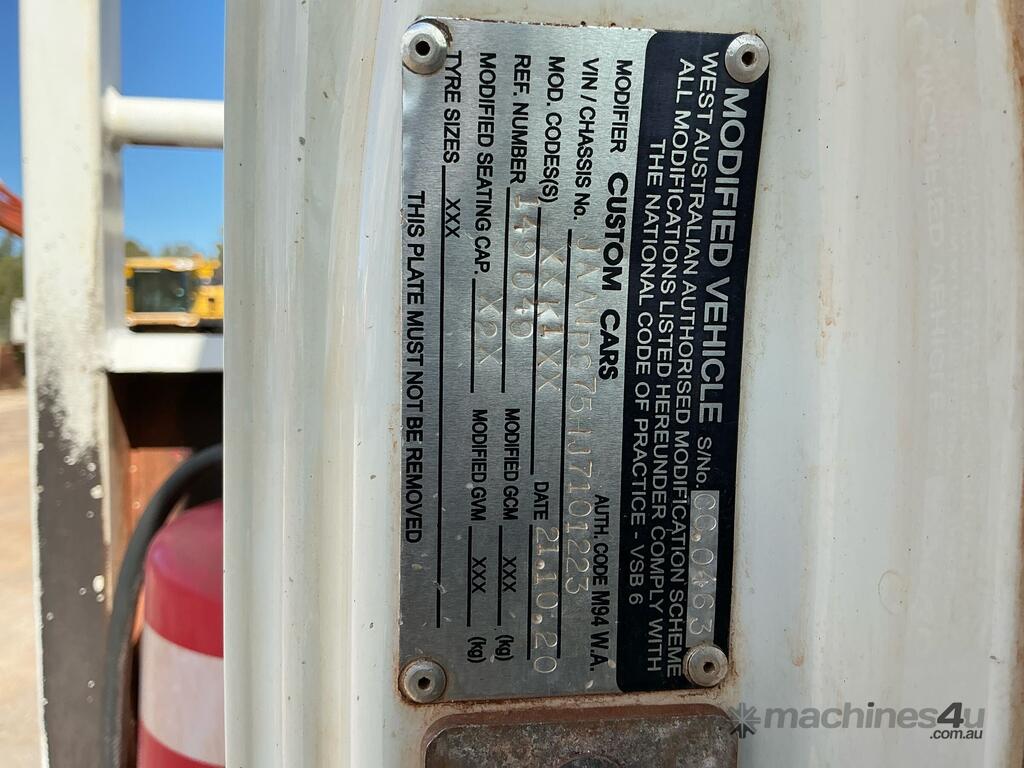 MODIFIED VEHICLE S/No. CC.0463
WEST AUSTRALIAN AUTHORISED MODIFICATION SCHEME
ALL MODIFICATIONS LISTED HEREUNDER COMPLY WITH
THE NATIONAL CODE OF PRACTICE - VSB 6
MODIFIER CUSTOM CARS AUTH. CODE M94 W.A.
VIN / CHASSIS No. JAANPS75HJ7101223
MOD. CODES(S) XXK1XX DATE 21.10.20
REF. NUMBER 149049 MODIFIED GCM XXX (kg)
MODIFIED SEATING CAP. X2X MODIFIED GVM XXX (kg)
TYRE SIZES XXX
THIS PLATE MUST NOT BE REMOVED
machines4u
.com.au